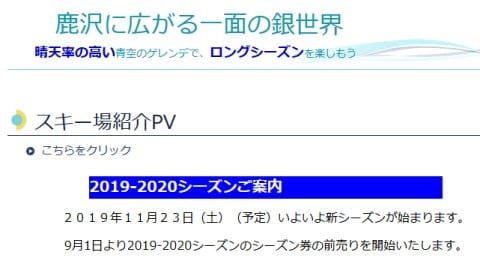 鹿沢に広がる一面の銀世界
晴天率の高い青空のゲレンデで、ロングシーズンを楽しもう
スキー場紹介PV
こちらをクリック
2019-2020シーズンご案内
２０１９年１１月２３日（土）（予定）いよいよ新シーズンが始まります。
9月1日より2019-2020シーズンのシーズン券の前売りを開始いたします。